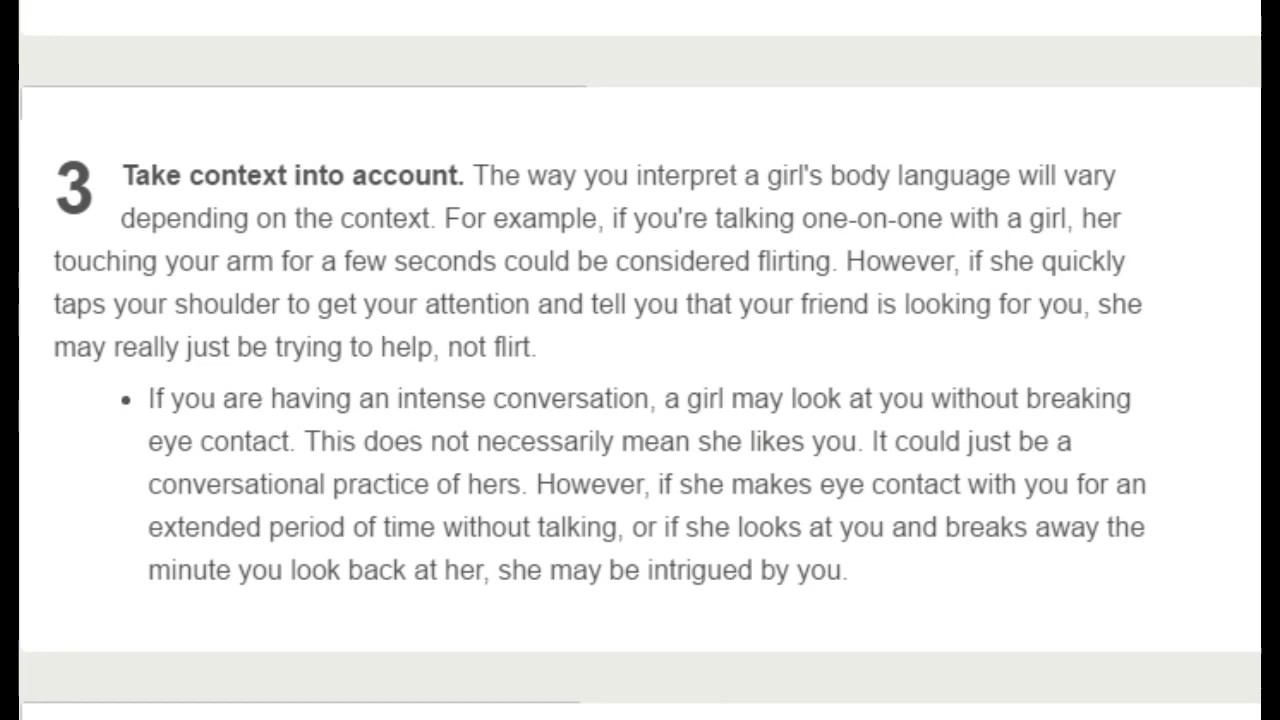 3 Take context into account. The way you interpret a girl's body language will vary
depending on the context. For example, if you're talking one-on-one with a girl, her
touching your arm for a few seconds could be considered flirting. However, if she quickly
taps your shoulder to get your attention and tell you that your friend is looking for you, she
may really just be trying to help, not flirt.
• If you are having an intense conversation, a girl may look at you without breaking
eye contact. This does not necessarily mean she likes you. It could just be a
conversational practice of hers. However, if she makes eye contact with you for an
extended period of time without talking, or if she looks at you and breaks away the
minute you look back at her, she may be intrigued by you.